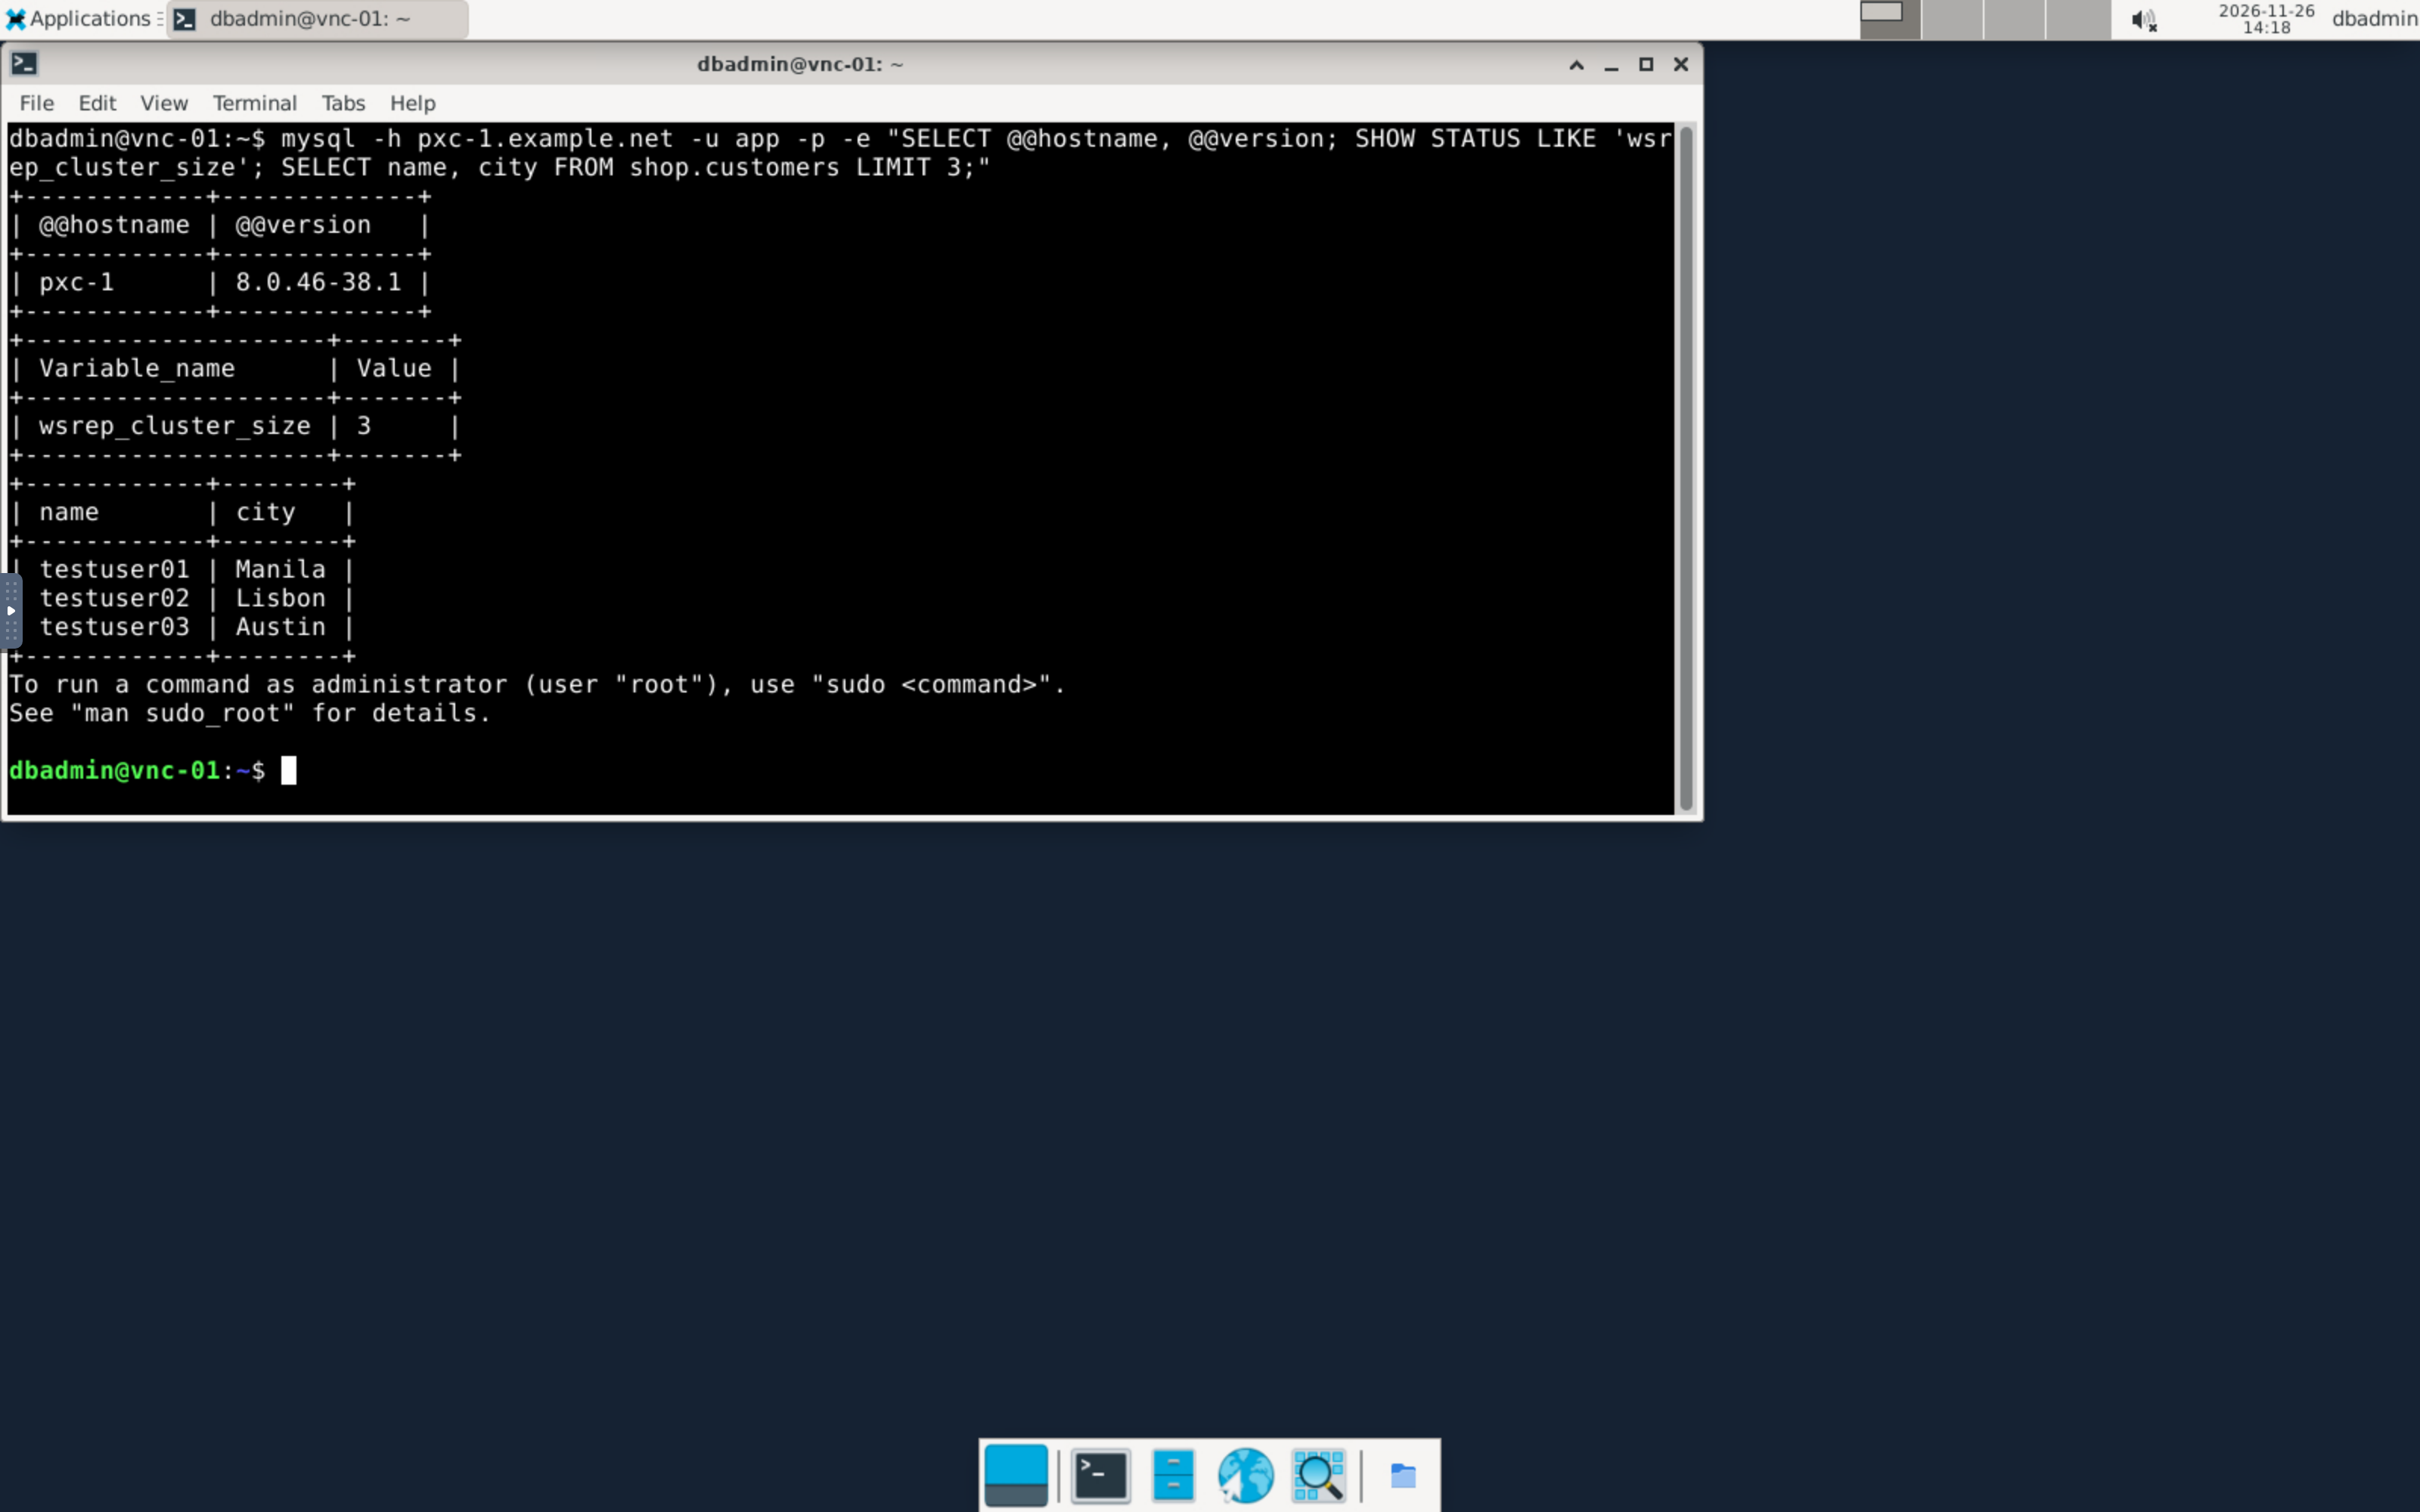 Applications
dbadmin@vnc-01: ~
2026-11-26
14:18
dbadmin
dbadmin@vnc-01: ~
File Edit View Terminal Tabs Help
dbadmin@vnc-01:~$ mysql -h pxc-1.example.net -u app -p -e "SELECT @@hostname, @@version; SHOW STATUS LIKE 'wsr
ep_cluster_size'; SELECT name, city FROM shop.customers LIMIT 3;"
+------------+-------------+
| @@hostname | @@version   |
+------------+-------------+
| pxc-1      | 8.0.46-38.1 |
+------------+-------------+
+--------------------+-------+
| Variable_name      | Value |
+--------------------+-------+
| wsrep_cluster_size | 3     |
+--------------------+-------+
+------------+--------+
| name       | city   |
+------------+--------+
| testuser01 | Manila |
| testuser02 | Lisbon |
| testuser03 | Austin |
+------------+--------+
To run a command as administrator (user "root"), use "sudo <command>".
See "man sudo_root" for details.
dbadmin@vnc-01:~$